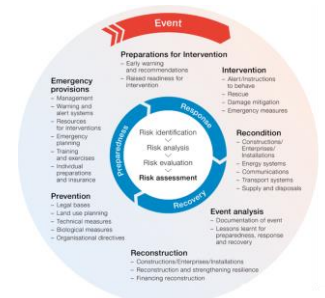 Event
Preparations for Intervention
– Early warning
and recommendations
– Raised readiness for
intervention
Intervention
– Alert/Instructions
to behave
– Rescue
– Damage mitigation
– Emergency measures
Recondition
– Constructions/
Enterprises/
Installations
– Energy systems
– Communications
– Transport systems
– Supply and disposals
Event analysis
– Documentation of event
– Lessons learnt for
preparedness, response
and recovery
Reconstruction
– Constructions/Enterprises/Installations
– Reconstruction and strengthening resilience
– Financing reconstruction
Prevention
– Legal bases
– Land use planning
– Technical measures
– Biological measures
– Organisational directives
Emergency
provisions
– Management
– Warning and
alert systems
– Resources
for interventions
– Emergency
planning
– Training
and exercises
– Individual
preparations
and insurance
Response
Recovery
Preparedness
Risk identification
Risk analysis
Risk evaluation
Risk assessment